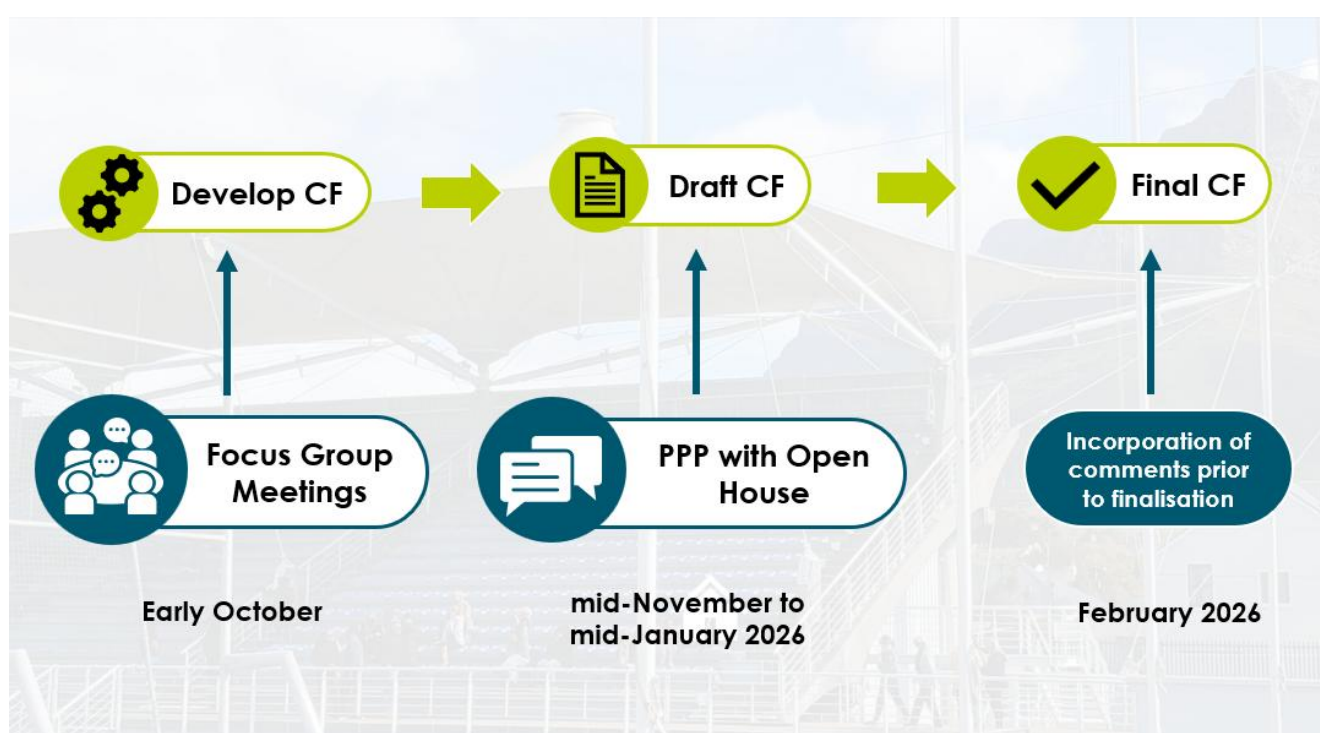 Develop CF
Draft CF
Final CF
Focus Group
Meetings
PPP with Open
House
Incorporation of
comments prior
to finalisation
Early October
mid-November to
mid-January 2026
February 2026